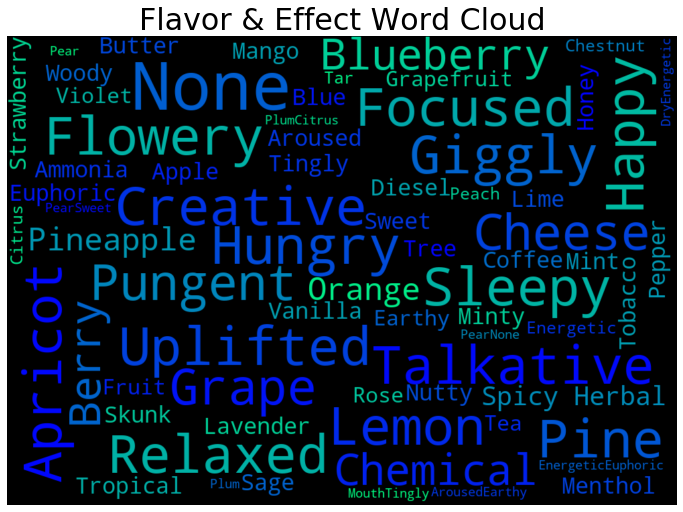 Flavor & Effect Word Cloud
Pear
Butter
Mango
Blueberry
Chestnut
Strawberry
Woody
None
Tar
Grapefruit
Honey
DryEnergetic
Violet
Blue
Focused
Happy
Flowery
PlumCitrus
Aroused
Giggly
Ammonia
Apple
Tingly
Diesel
Peach
Lime
Euphoric
PearSweet
Creative
Sweet
Cheese
Citrus
Pineapple
Hungry
Tree
Coffee
Mint
Pepper
Pungent
Orange
Sleepy
Tobacco
Apricot
Berry
Vanilla
Earthy
Minty
Energetic
PearNone
Uplifted
Talkative
Fruit
Grape
Rose
Nutty
Spicy
Herbal
Skunk
Lavender
Lemon
Tea
Pine
Relaxed
Chemical
EnergeticEuphoric
Tropical
Plum
Sage
MouthTingly
ArousedEarthy
Menthol